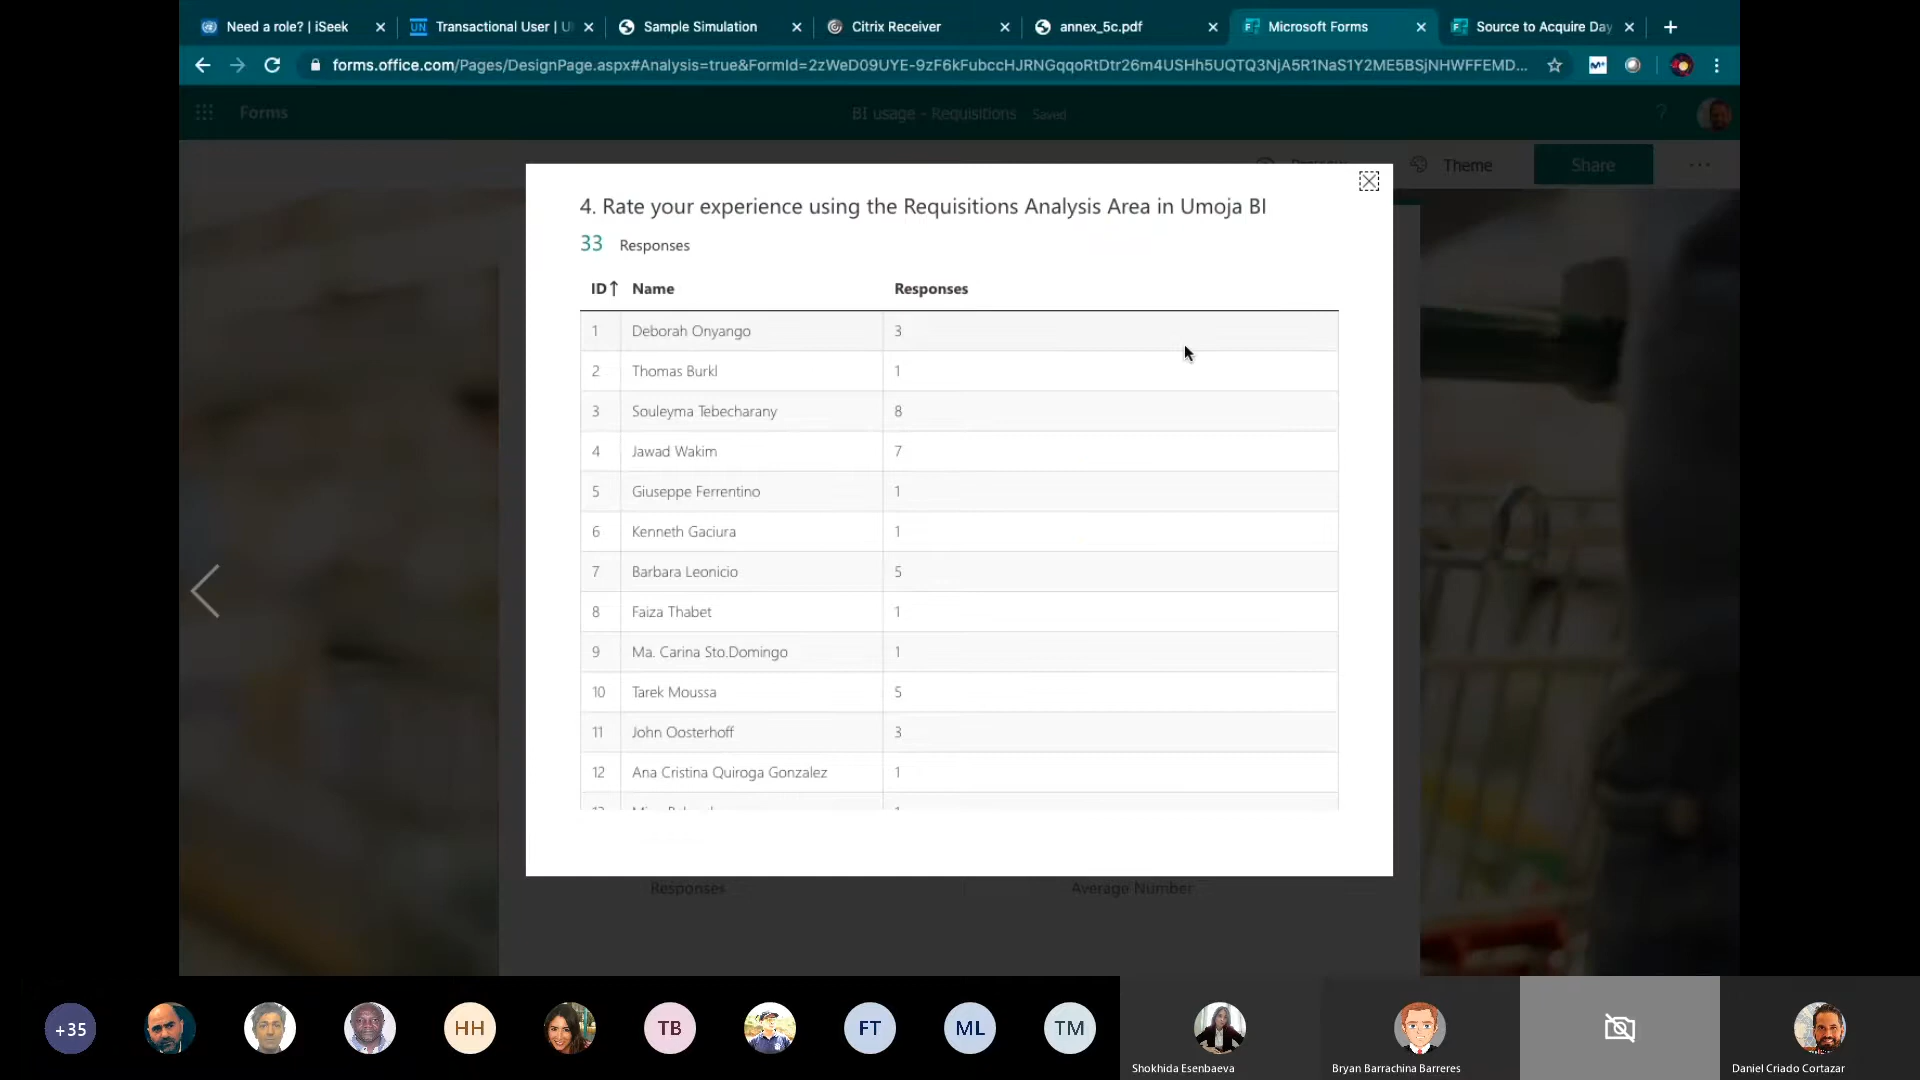 Need a role? | iSeek
Transactional User | U
Sample Simulation
Citrix Receiver
annex_5c.pdf
Microsoft Forms
Source to Acquire Day
forms.office.com/Pages/DesignPage.aspx#Analysis=true&FormId=2zWeD09UYE-9zF6kFubccHJRNGqqoRtDtr26m4USHh5UQTQ3NjA5R1NaS1Y2ME5BSjNHWFFEMD...
Forms
BI usage - Requisitions Saved
?
Theme
Share
4. Rate your experience using the Requisitions Analysis Area in Umoja BI
33 Responses
ID↑ Name Responses
1 Deborah Onyango 3
2 Thomas Burkl 1
3 Souleyma Tebecharany 8
4 Jawad Wakim 7
5 Giuseppe Ferrentino 1
6 Kenneth Gaciura 1
7 Barbara Leonicio 5
8 Faiza Thabet 1
9 Ma. Carina Sto.Domingo 1
10 Tarek Moussa 5
11 John Oosterhoff 3
12 Ana Cristina Quiroga Gonzalez 1
Responses
Average Number
+35
HH
TB
FT
ML
TM
Shokhida Esenbaeva
Bryan Barrachina Barreres
Daniel Criado Cortazar